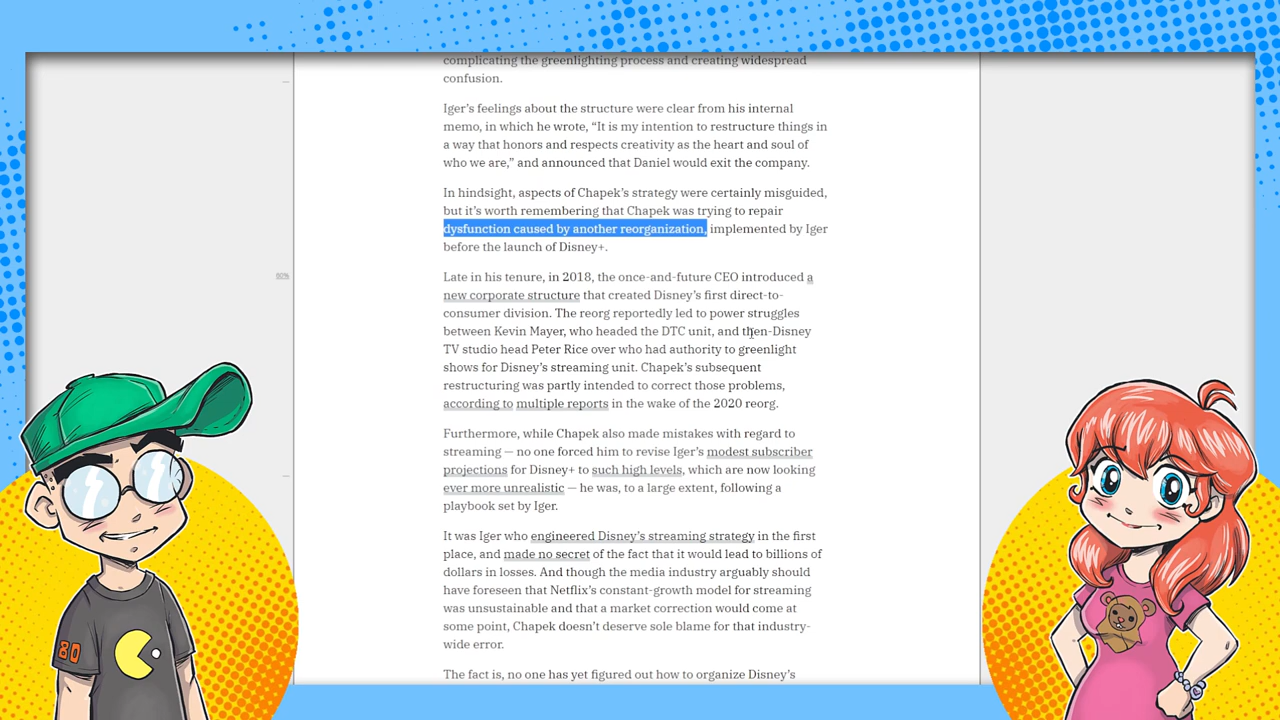 complicating the greenlighting process and creating widespread
confusion.
Iger's feelings about the structure were clear from his internal
memo, in which he wrote, “It is my intention to restructure things in
a way that honors and respects creativity as the heart and soul of
who we are,” and announced that Daniel would exit the company.
In hindsight, aspects of Chapek's strategy were certainly misguided,
but it's worth remembering that Chapek was trying to repair
dysfunction caused by another reorganization, implemented by Iger
before the launch of Disney+.
60%
Late in his tenure, in 2018, the once-and-future CEO introduced a
new corporate structure that created Disney's first direct-to-
consumer division. The reorg reportedly led to power struggles
between Kevin Mayer, who headed the DTC unit, and then-Disney
TV studio head Peter Rice over who had authority to greenlight
shows for Disney's streaming unit. Chapek's subsequent
restructuring was partly intended to correct those problems,
according to multiple reports in the wake of the 2020 reorg.
Furthermore, while Chapek also made mistakes with regard to
streaming — no one forced him to revise Iger's modest subscriber
projections for Disney+ to such high levels, which are now looking
ever more unrealistic — he was, to a large extent, following a
playbook set by Iger.
It was Iger who engineered Disney's streaming strategy in the first
place, and made no secret of the fact that it would lead to billions of
dollars in losses. And though the media industry arguably should
have foreseen that Netflix's constant-growth model for streaming
was unsustainable and that a market correction would come at
some point, Chapek doesn't deserve sole blame for that industry-
wide error.
The fact is, no one has yet figured out how to organize Disney's
80